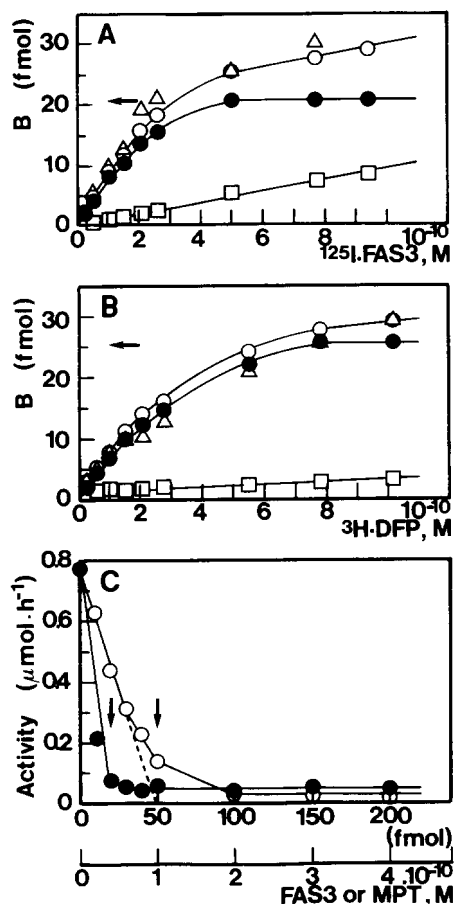 A
B (fmol)
30
20
10
0
0 2 4 6 8 10⁻¹⁰
¹²⁵I·FAS3, M
B
B (fmol)
30
20
10
0
0 2 4 6 8 10⁻¹⁰
³H·DFP, M
C
Activity (μmol·h⁻¹)
0.8
0.6
0.4
0.2
0
0 50 100 150 200
(fmol)
0 1 2 3 4·10⁻¹⁰
FAS3 or MPT, M